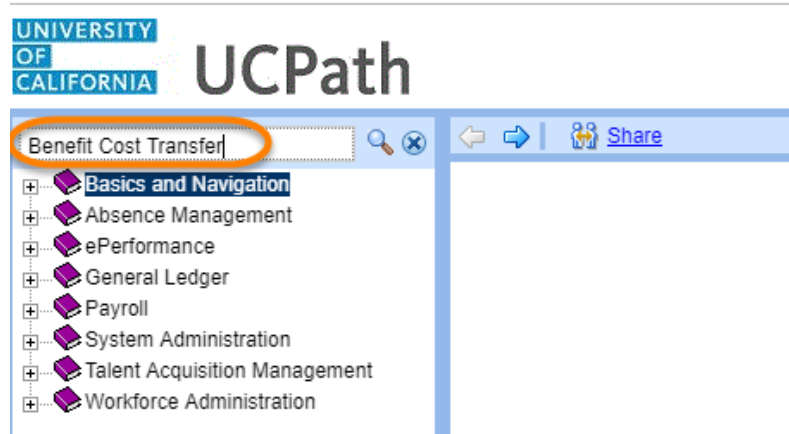 UNIVERSITY
OF
CALIFORNIA
UCPath
Benefit Cost Transfer
Share
Basics and Navigation
Absence Management
ePerformance
General Ledger
Payroll
System Administration
Talent Acquisition Management
Workforce Administration